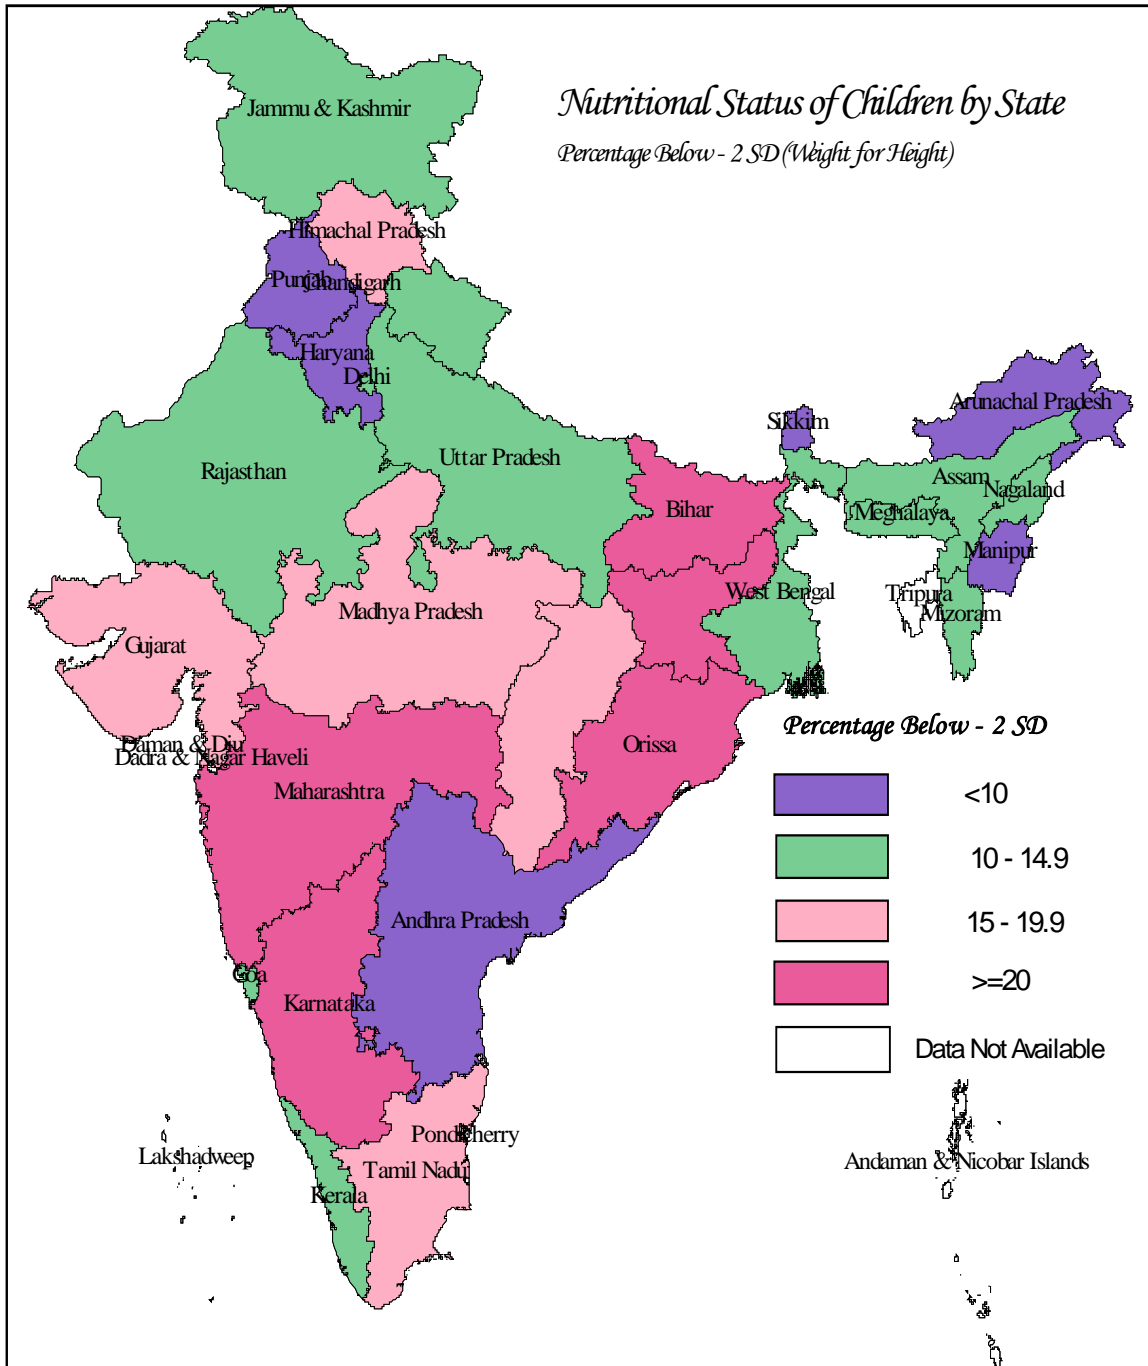 Nutritional Status of Children by State
Percentage Below - 2 SD (Weight for Height)
Jammu & Kashmir
Himachal Pradesh
Punjab
Chandigarh
Haryana
Delhi
Arunachal Pradesh
Sikkim
Rajasthan
Uttar Pradesh
Assam
Nagaland
Bihar
Meghalaya
Manipur
West Bengal
Tripura
Mizoram
Madhya Pradesh
Gujarat
Daman & Diu
Dadra & Nagar Haveli
Orissa
Maharashtra
Andhra Pradesh
Goa
Karnataka
Pondicherry
Tamil Nadu
Kerala
Lakshadweep
Andaman & Nicobar Islands
Percentage Below - 2 SD
<10
10 - 14.9
15 - 19.9
>=20
Data Not Available